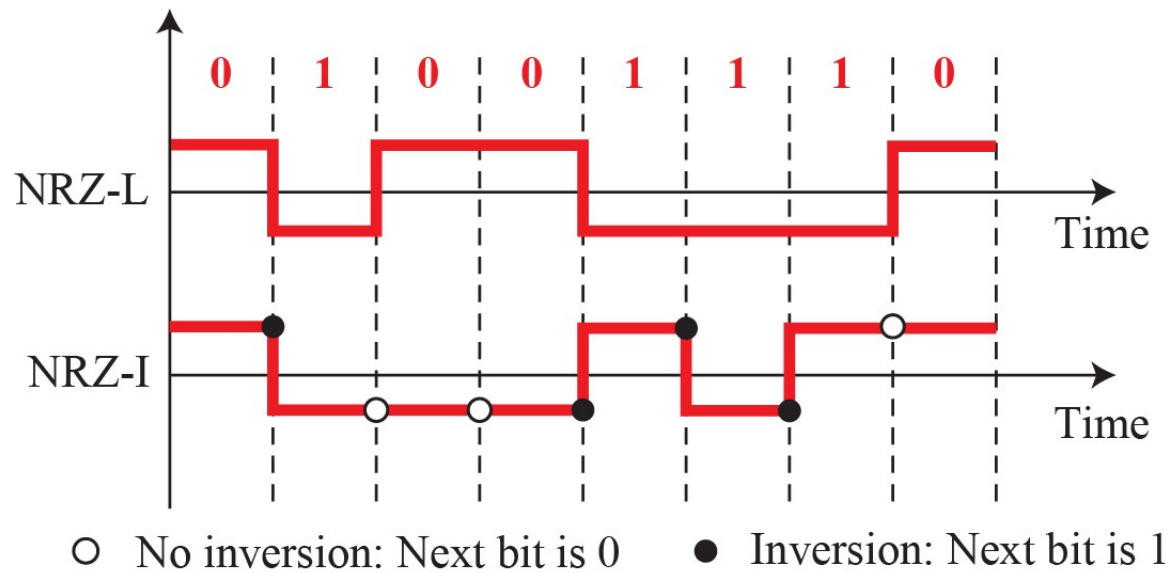 0 1 0 0 1 1 1 0
NRZ-L
Time
NRZ-I
Time
No inversion: Next bit is 0
Inversion: Next bit is 1